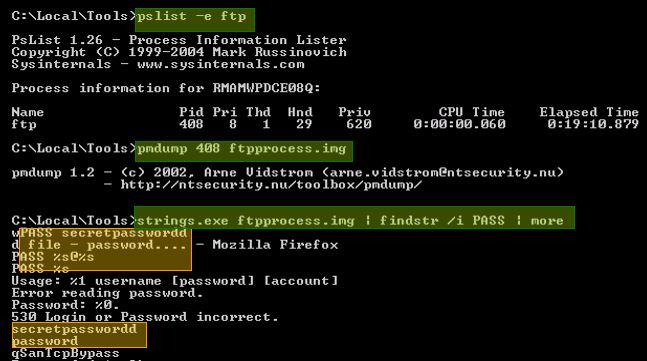 C:\Local\Tools>pslist -e ftp
PsList 1.26 - Process Information Lister
Copyright (C) 1999-2004 Mark Russinovich
Sysinternals - www.sysinternals.com
Process information for RMAMWPDCE08Q:
Name Pid Pri Thd Hnd Priv CPU Time Elapsed Time
ftp 408 8 1 29 620 0:00:00.060 0:19:10.879
C:\Local\Tools>pmdump 408 ftpprocess.img
pmdump 1.2 - (c) 2002, Arne Vidstrom (arne.vidstrom@ntsecurity.nu)
- http://ntsecurity.nu/toolbox/pmdump/
C:\Local\Tools>strings.exe ftpprocess.img | findstr /i PASS | more
wPASS secretpasswordd
d file - password.... - Mozilla Firefox
PASS %s@%s
PASS %s
Usage: %1 username [password] [account]
Error reading password.
Password: %0.
530 Login or Password incorrect.
secretpasswordd
password
qSanTcpBypass